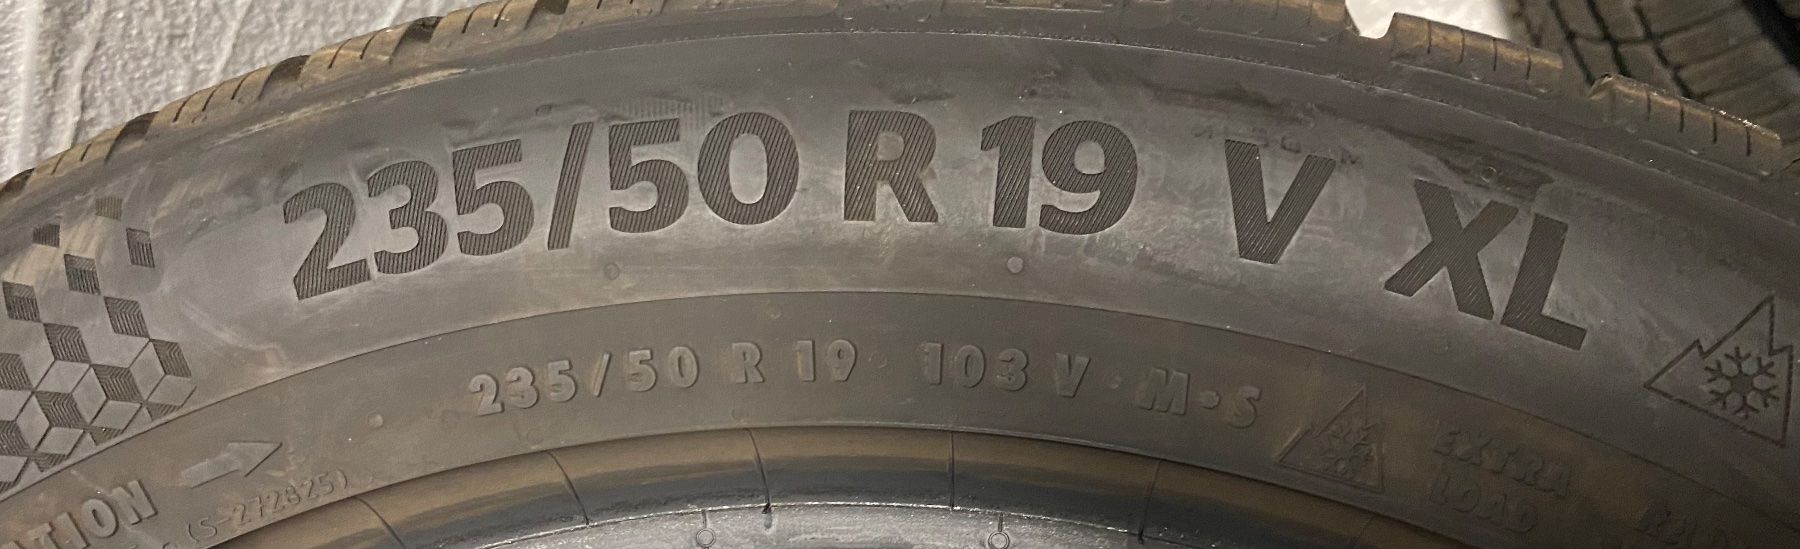 235/50 R 19 V XL
235/50 R 19 103 V M+S
EXTRA
LOAD